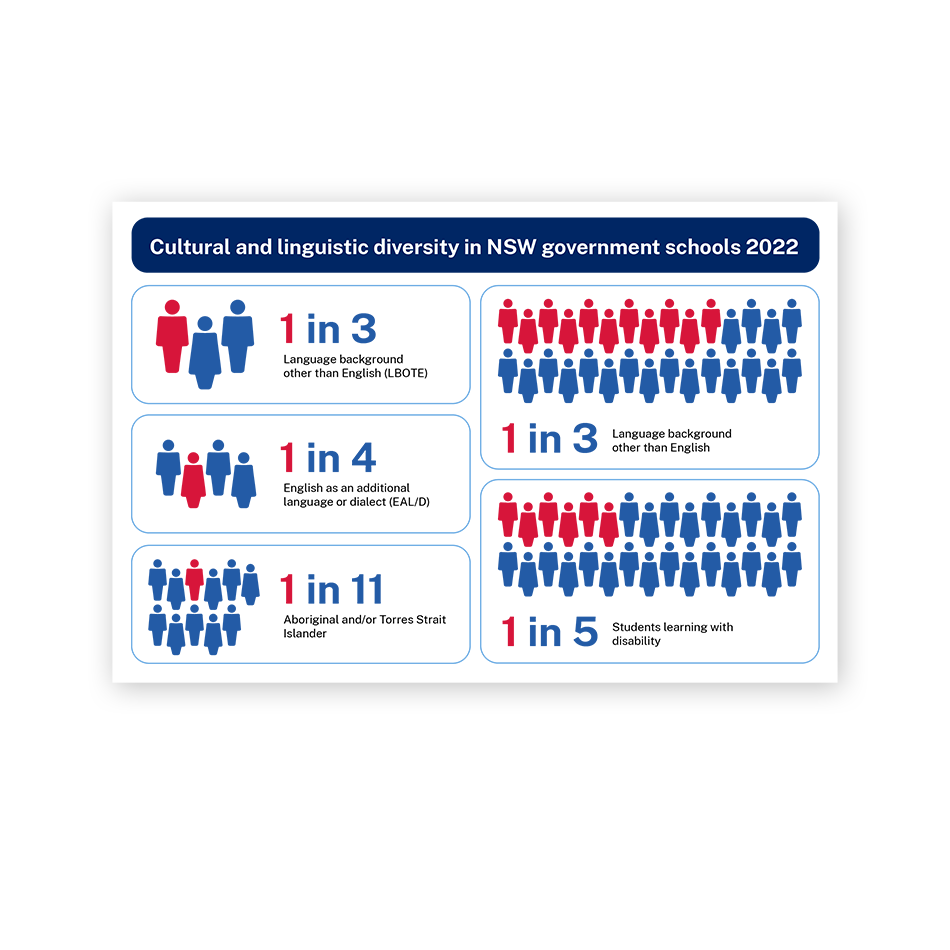 Cultural and linguistic diversity in NSW government schools 2022
1 in 3
Language background
other than English (LBOTE)
1 in 4
English as an additional
language or dialect (EAL/D)
1 in 11
Aboriginal and/or Torres Strait
Islander
1 in 3
Language background
other than English
1 in 5
Students learning with
disability